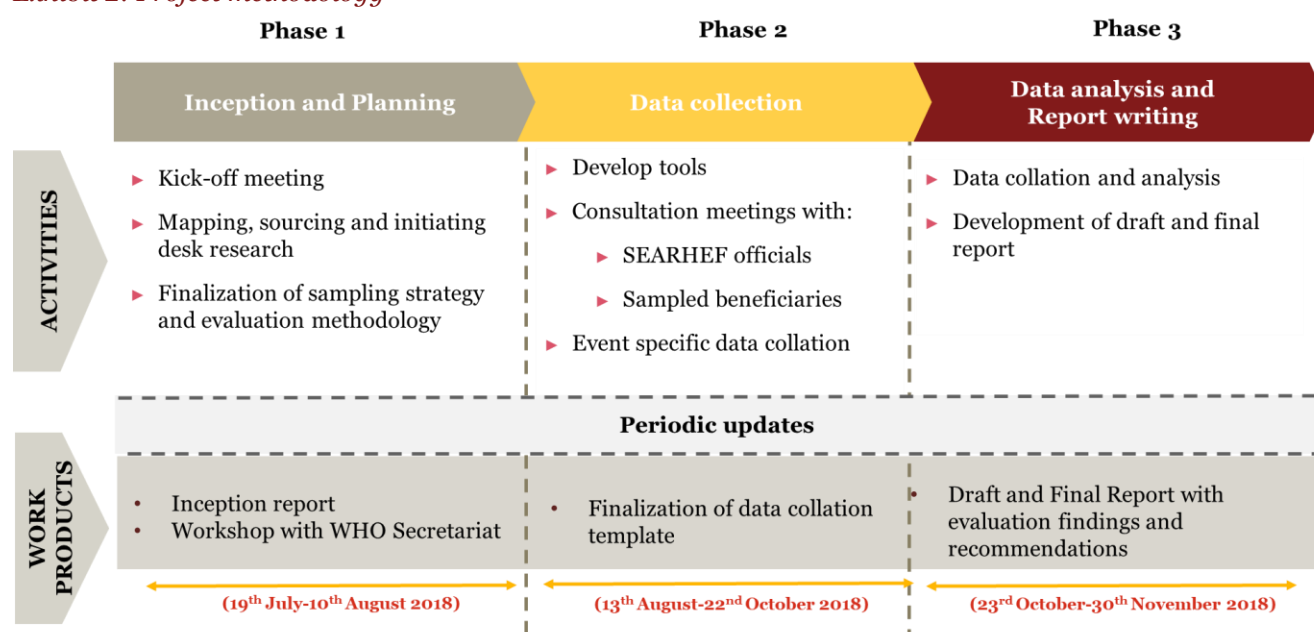 Exhibit 2: Project methodology
Phase 1
Phase 2
Phase 3
Inception and Planning
Data collection
Data analysis and
Report writing
ACTIVITIES
► Kick-off meeting
► Mapping, sourcing and initiating
desk research
► Finalization of sampling strategy
and evaluation methodology
► Develop tools
► Consultation meetings with:
► SEARHEF officials
► Sampled beneficiaries
► Event specific data collation
► Data collation and analysis
► Development of draft and final
report
Periodic updates
WORK
PRODUCTS
• Inception report
• Workshop with WHO Secretariat
• Finalization of data collation
template
• Draft and Final Report with
evaluation findings and
recommendations
(19th July-10th August 2018)
(13th August-22nd October 2018)
(23rd October-30th November 2018)